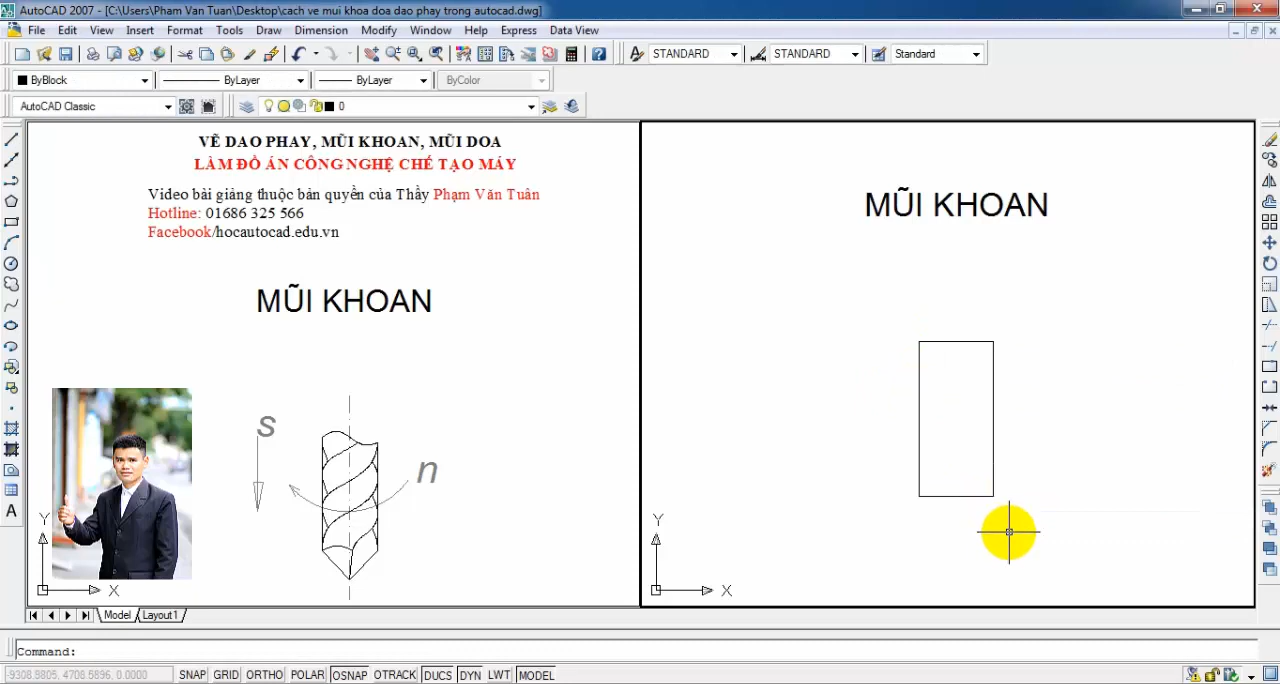 AutoCAD 2007 - [C:\Users\Pham Van Tuan\Desktop\cach ve mui khoa doa dao phay trong autocad.dwg]
File Edit View Insert Format Tools Draw Dimension Modify Window Help Express Data View
STANDARD STANDARD Standard
ByBlock ByLayer ByLayer ByColor
AutoCAD Classic 0
VẼ DAO PHAY, MŨI KHOAN, MŨI DOA
LÀM ĐỒ ÁN CÔNG NGHỆ CHẾ TẠO MÁY
Video bài giảng thuộc bản quyền của Thầy Phạm Văn Tuân
Hotline: 01686 325 566
Facebook/hocautocad.edu.vn
MŨI KHOAN
S
n
Y
X
MŨI KHOAN
Y
X
A
Model Layout1
Command:
-9308.5805, 4708.5896, 0.0000 SNAP GRID ORTHO POLAR OSNAP OTRACK DUCS DYN LWT MODEL